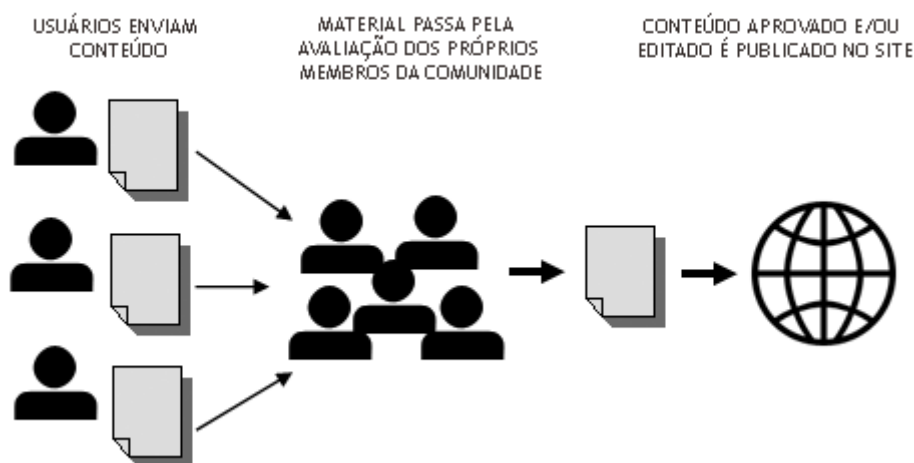 USUÁRIOS ENVIAM
CONTEÚDO
MATERIAL PASSA PELA
AVALIAÇÃO DOS PRÓPRIOS
MEMBROS DA COMUNIDADE
CONTEÚDO APROVADO E/OU
EDITADO É PUBLICADO NO SITE